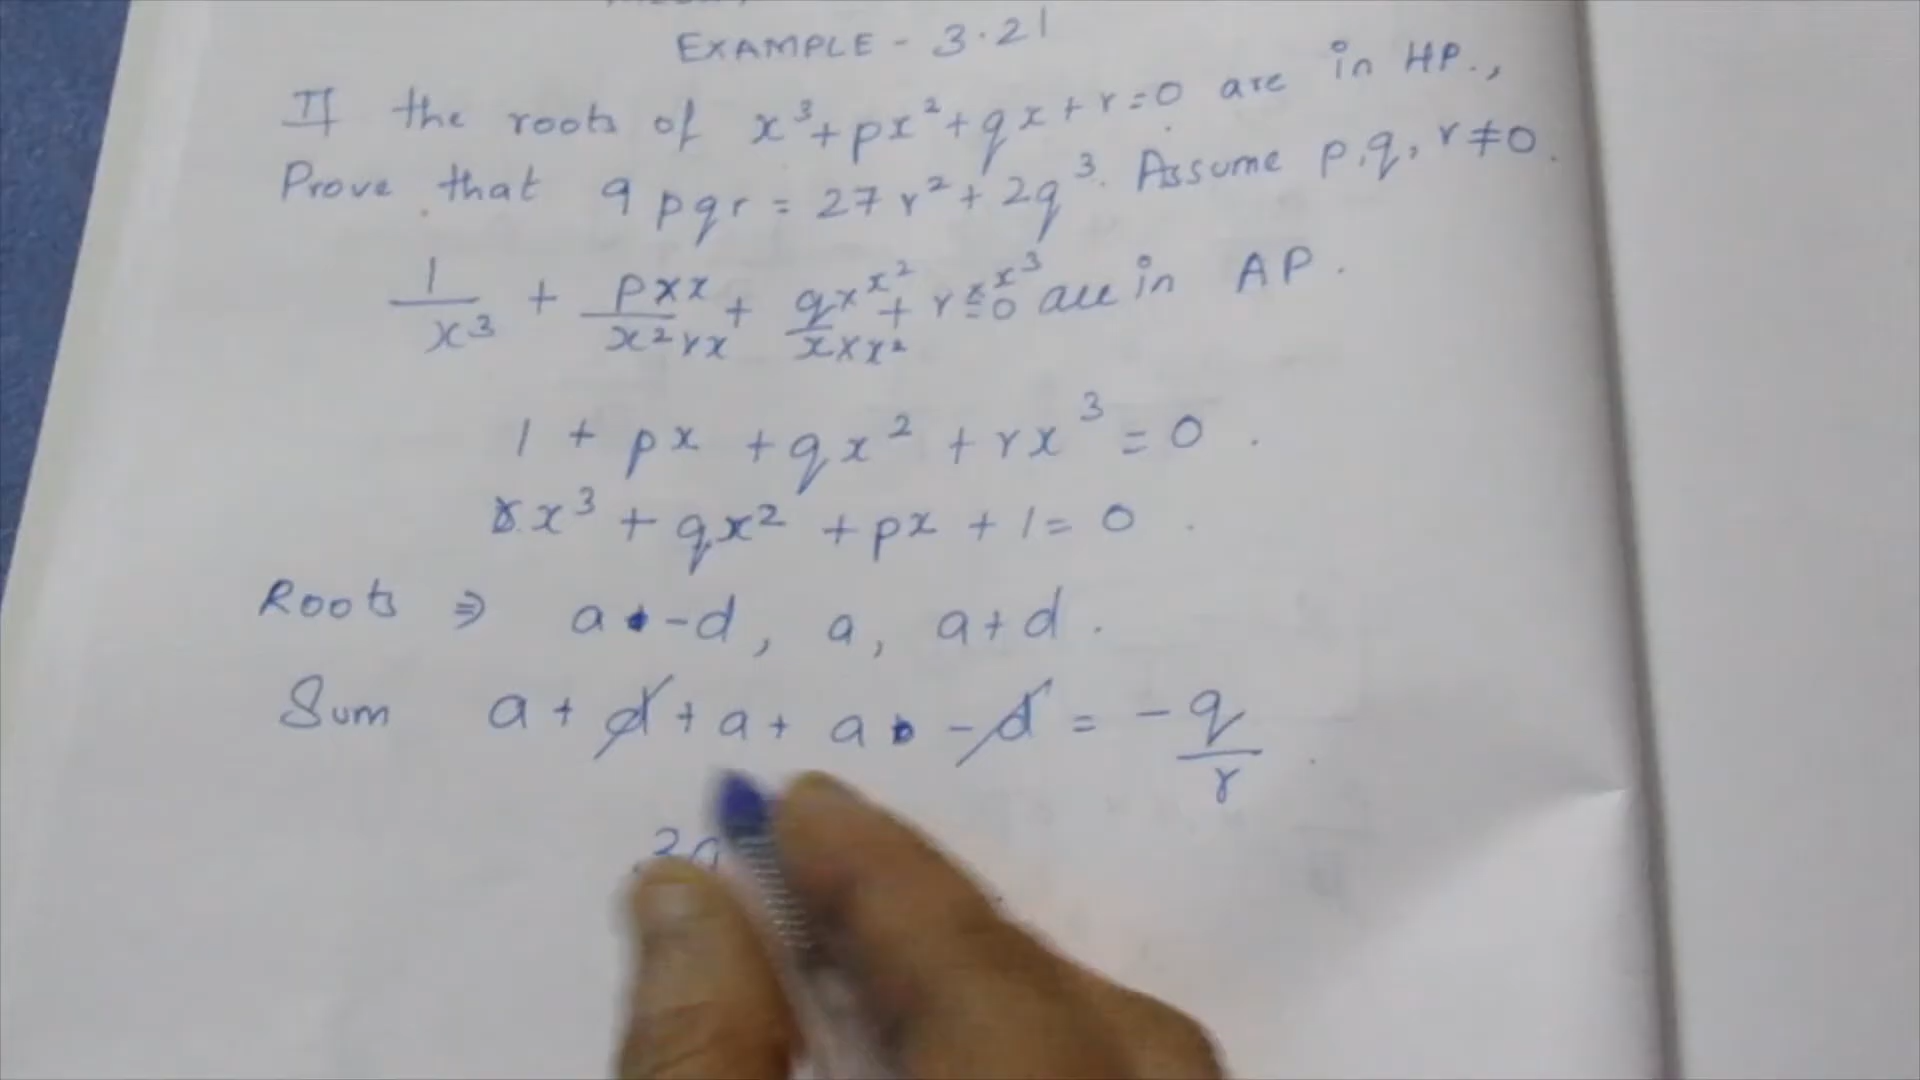 EXAMPLE - 3.21
If the roots of x³+px²+qx+r=0 are in HP.,
Prove that 9pqr = 27r²+2q³. Assume p,q,r≠0.
1/x³ + p×x/x²×x + q×x²/x×x² + r×x³=0 are in AP.
1 + px + qx² + rx³ = 0.
rx³ + qx² + px + 1 = 0.
Roots ⇒ a-d, a, a+d.
Sum a+d+a+a-d = -q/r
3a